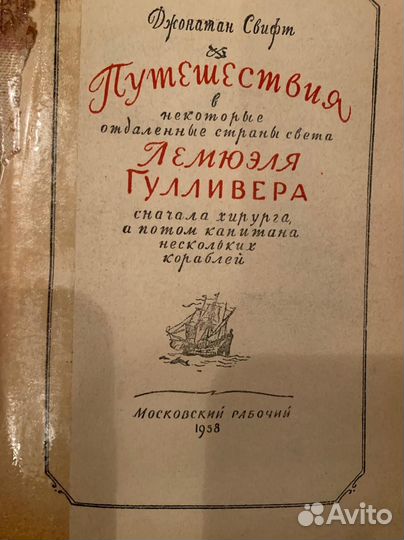 Джонатан Свифт
Путешествия
в
некоторые
отдаленные страны света
Лемюэля
Гулливера
сначала хирурга,
а потом капитана
нескольких
кораблей
Московский рабочий
1958
Avito